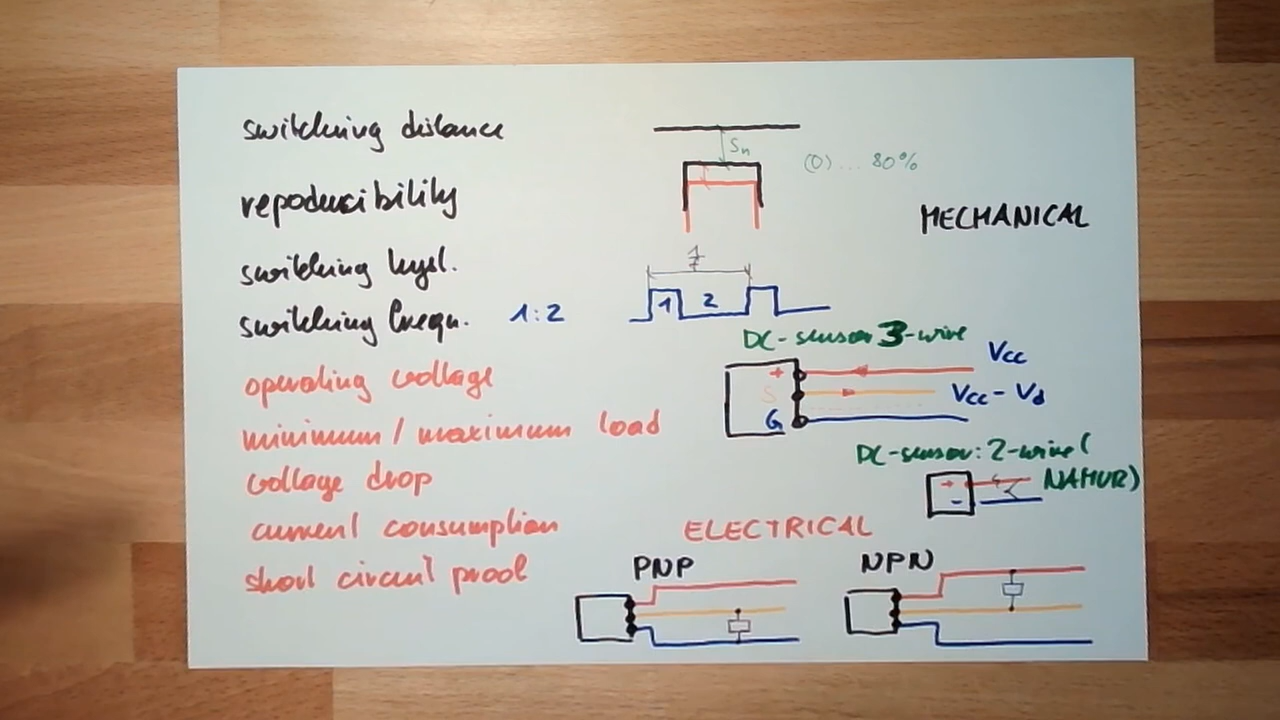 switching distance
Sn
(0) ... 80%
repoducibility
MECHANICAL
switching hyst.
1/f
switching frequ. 1:2
1 2
DC-sensor 3-wire
operating voltage
+ Vcc
S Vcc - Vd
G
minimum / maximum load
DC-sensor: 2-wire (
NAMUR)
+
-
voltage drop
current consumption
ELECTRICAL
short circuit proof
PNP NPN